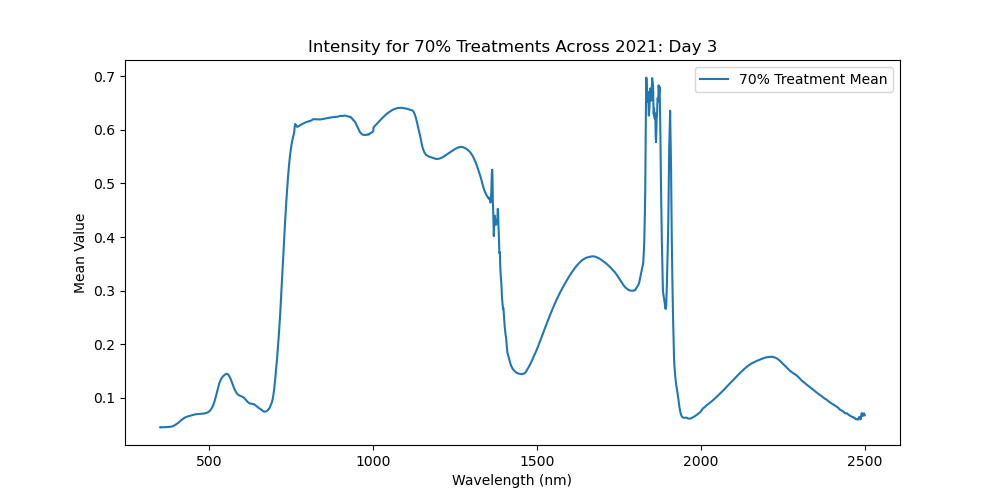 Intensity for 70% Treatments Across 2021: Day 3
70% Treatment Mean
Mean Value
0.7
0.6
0.5
0.4
0.3
0.2
0.1
500 1000 1500 2000 2500
Wavelength (nm)